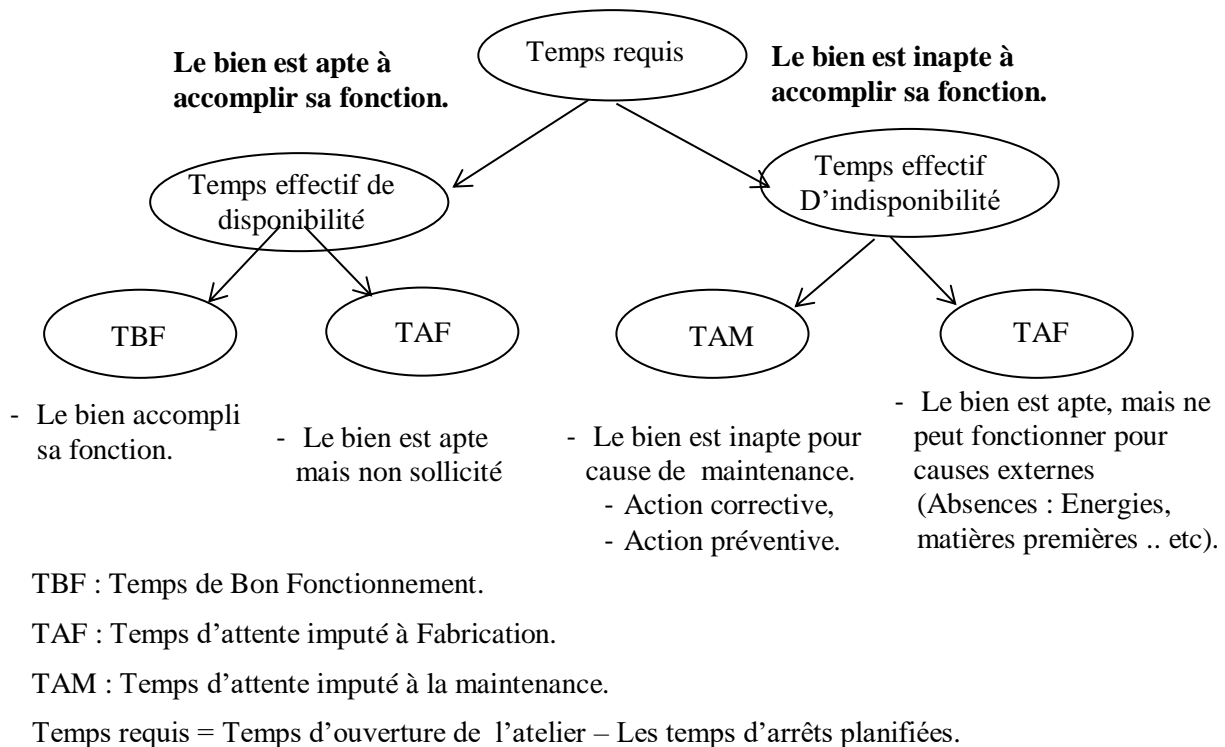 Temps requis
Le bien est apte à
accomplir sa fonction.
Le bien est inapte à
accomplir sa fonction.
Temps effectif de
disponibilité
Temps effectif
D’indisponibilité
TBF
TAF
TAM
TAF
- Le bien accompli
sa fonction.
- Le bien est apte
mais non sollicité
- Le bien est inapte pour
cause de maintenance.
- Action corrective,
- Action préventive.
- Le bien est apte, mais ne
peut fonctionner pour
causes externes
(Absences : Energies,
matières premières .. etc).
TBF : Temps de Bon Fonctionnement.
TAF : Temps d’attente imputé à Fabrication.
TAM : Temps d’attente imputé à la maintenance.
Temps requis = Temps d’ouverture de l’atelier – Les temps d’arrêts planifiées.